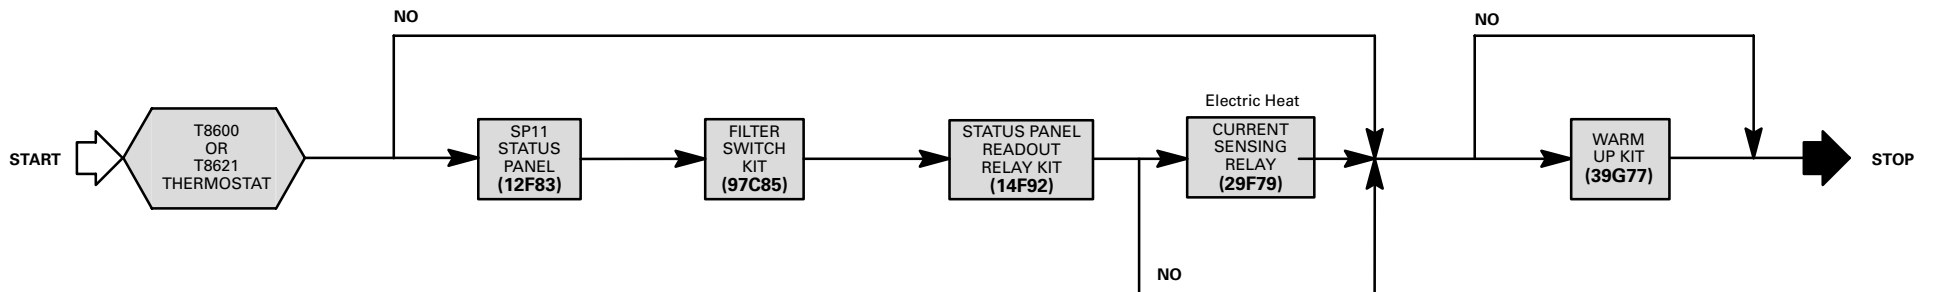 NO
NO
START
T8600
OR
T8621
THERMOSTAT
SP11
STATUS
PANEL
(12F83)
FILTER
SWITCH
KIT
(97C85)
STATUS PANEL
READOUT
RELAY KIT
(14F92)
Electric Heat
CURRENT
SENSING
RELAY
(29F79)
WARM
UP KIT
(39G77)
STOP
NO